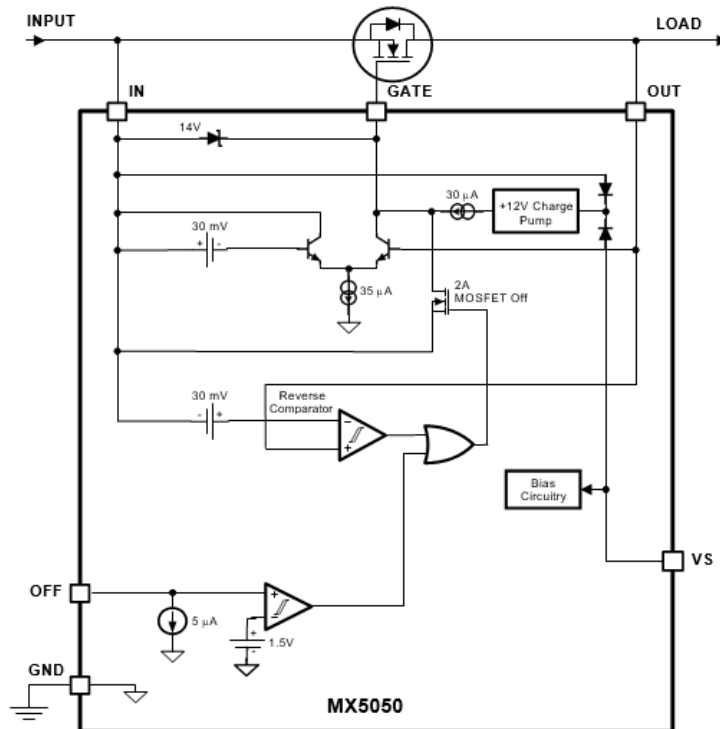 INPUT
LOAD
IN
GATE
OUT
14V
30 µA
+12V Charge
Pump
30 mV
+ -
35 µA
2A
MOSFET Off
30 mV
- +
Reverse
Comparator
−
+
Bias
Circuitry
VS
OFF
+
−
5 µA
+
1.5V
-
GND
MX5050